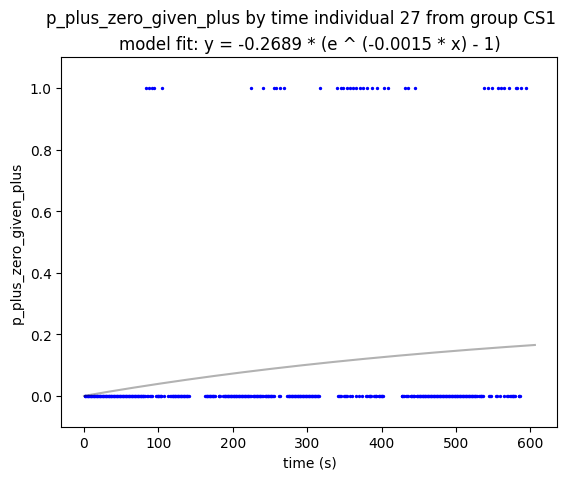 p_plus_zero_given_plus by time individual 27 from group CS1
model fit: y = -0.2689 * (e ^ (-0.0015 * x) - 1)
1.0
0.8
0.6
0.4
0.2
0.0
p_plus_zero_given_plus
0 100 200 300 400 500 600
time (s)